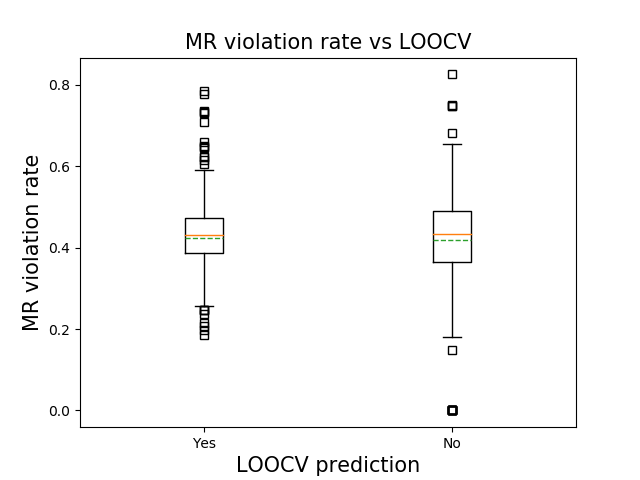 MR violation rate vs LOOCV
MR violation rate
0.8
0.6
0.4
0.2
0.0
Yes
No
LOOCV prediction